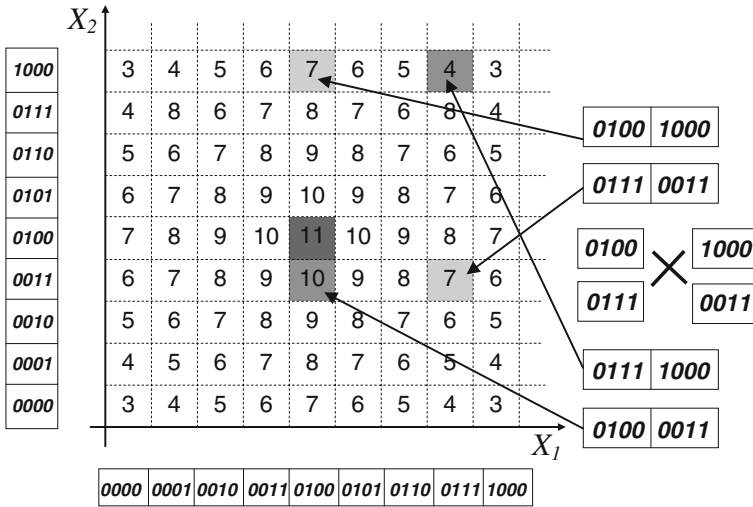 X2
1000 3 4 5 6 7 6 5 4 3
0111 4 8 6 7 8 7 6 8 4
0110 5 6 7 8 9 8 7 6 5
0101 6 7 8 9 10 9 8 7 6
0100 7 8 9 10 11 10 9 8 7
0011 6 7 8 9 10 9 8 7 6
0010 5 6 7 8 9 8 7 6 5
0001 4 5 6 7 8 7 6 5 4
0000 3 4 5 6 7 6 5 4 3
X1
0000 0001 0010 0011 0100 0101 0110 0111 1000
0100 1000
0111 0011
0100 1000
0111 0011
0111 1000
0100 0011